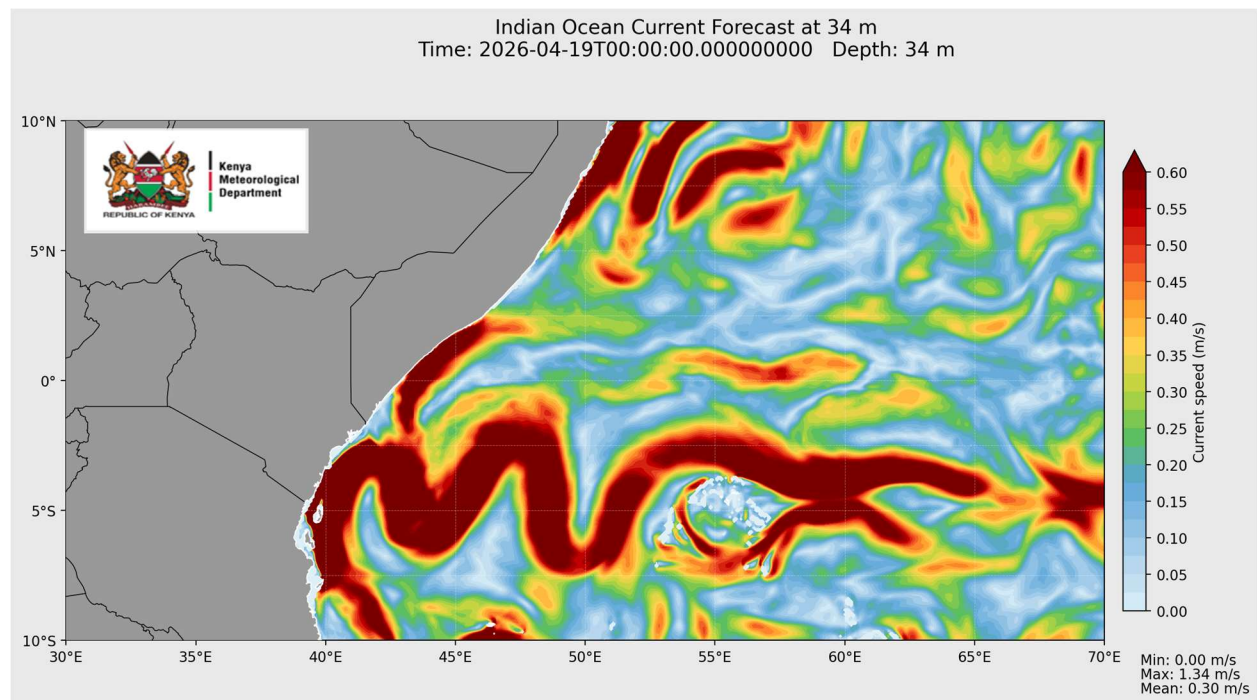 Indian Ocean Current Forecast at 34 m
Time: 2026-04-19T00:00:00.000000000   Depth: 34 m
10°N
5°N
0°
5°S
10°S
Kenya
Meteorological
Department
REPUBLIC OF KENYA
30°E
35°E
40°E
45°E
50°E
55°E
60°E
65°E
70°E
0.60
0.55
0.50
0.45
0.40
0.35
0.30
0.25
0.20
0.15
0.10
0.05
0.00
Current speed (m/s)
Min: 0.00 m/s
Max: 1.34 m/s
Mean: 0.30 m/s